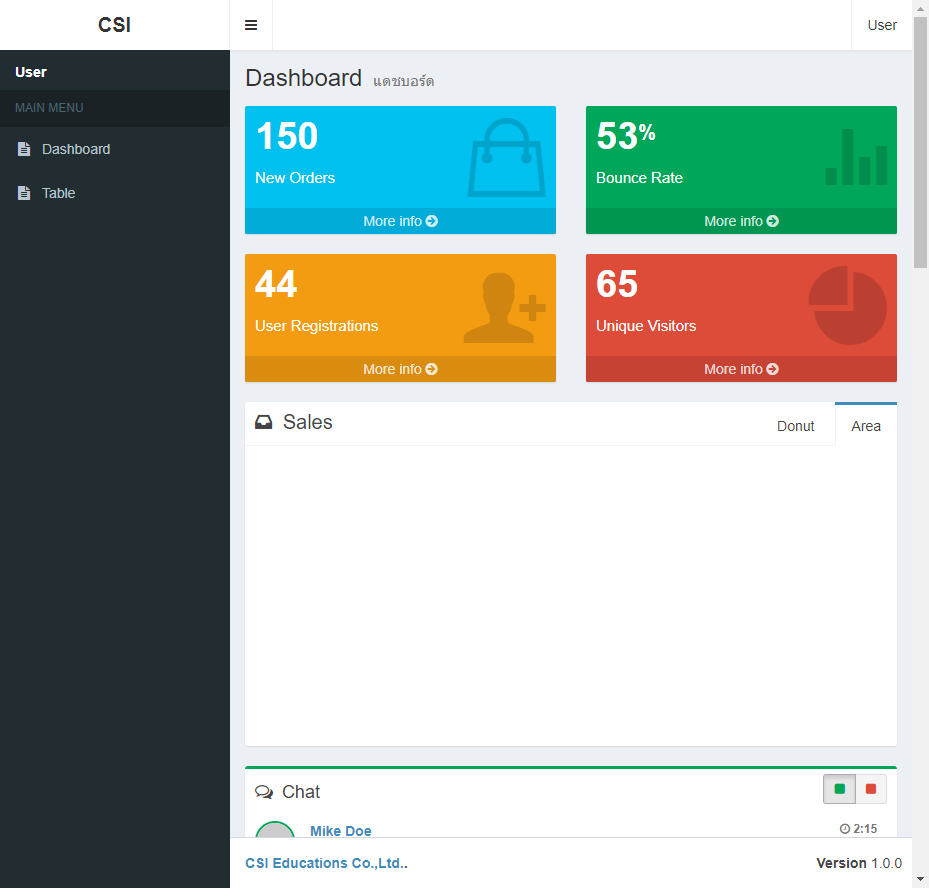 CSI
User
User
MAIN MENU
Dashboard
Table
Dashboard แดชบอร์ด
150
New Orders
More info
53%
Bounce Rate
More info
44
User Registrations
More info
65
Unique Visitors
More info
Sales
Donut
Area
Chat
Mike Doe
2:15
CSI Educations Co.,Ltd..
Version 1.0.0